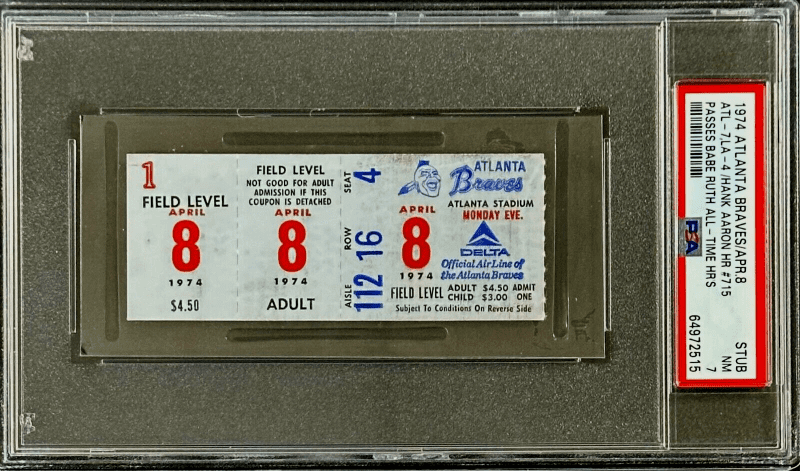 1
FIELD LEVEL
APRIL
8
1974
$4.50
FIELD LEVEL
NOT GOOD FOR ADULT
ADMISSION IF THIS
COUPON IS DETACHED
APRIL
8
1974
ADULT
AISLE 112 ROW 16 SEAT 4
ATLANTA
Braves
ATLANTA STADIUM
MONDAY EVE.
APRIL
8
1974
DELTA
Official Air Line of
the Atlanta Braves
FIELD LEVEL ADULT $4.50 ADMIT
CHILD $3.00 ONE
Subject To Conditions On Reverse Side
1974 ATLANTA BRAVES/APR.8 STUB
ATL-7,LA-4 /HANK AARON HR #715 NM
PASSES BABE RUTH ALL-TIME HRS 7
PSA
64972515